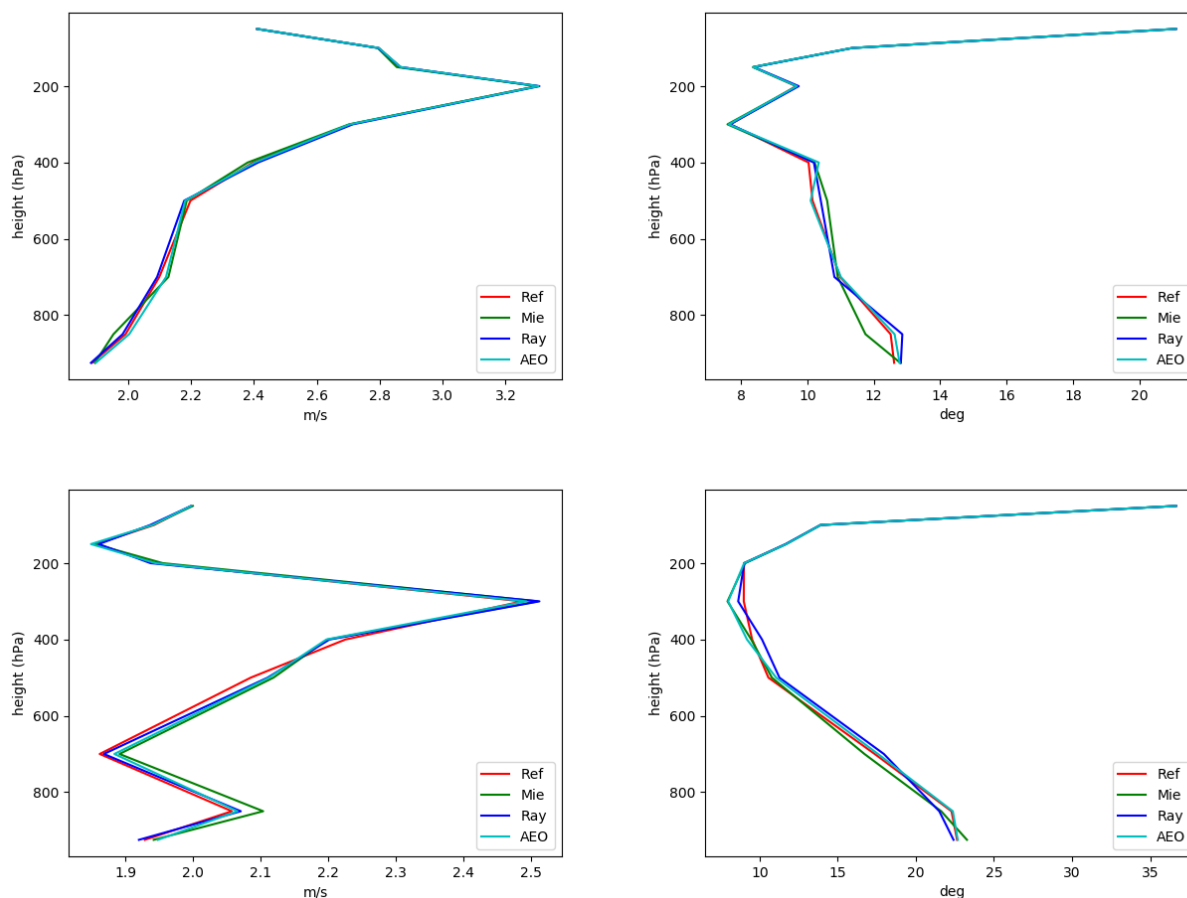 200
400
600
800
height (hPa)
2.0 2.2 2.4 2.6 2.8 3.0 3.2
m/s
Ref
Mie
Ray
AEO
200
400
600
800
height (hPa)
8 10 12 14 16 18 20
deg
Ref
Mie
Ray
AEO
200
400
600
800
height (hPa)
1.9 2.0 2.1 2.2 2.3 2.4 2.5
m/s
Ref
Mie
Ray
AEO
200
400
600
800
height (hPa)
10 15 20 25 30 35
deg
Ref
Mie
Ray
AEO